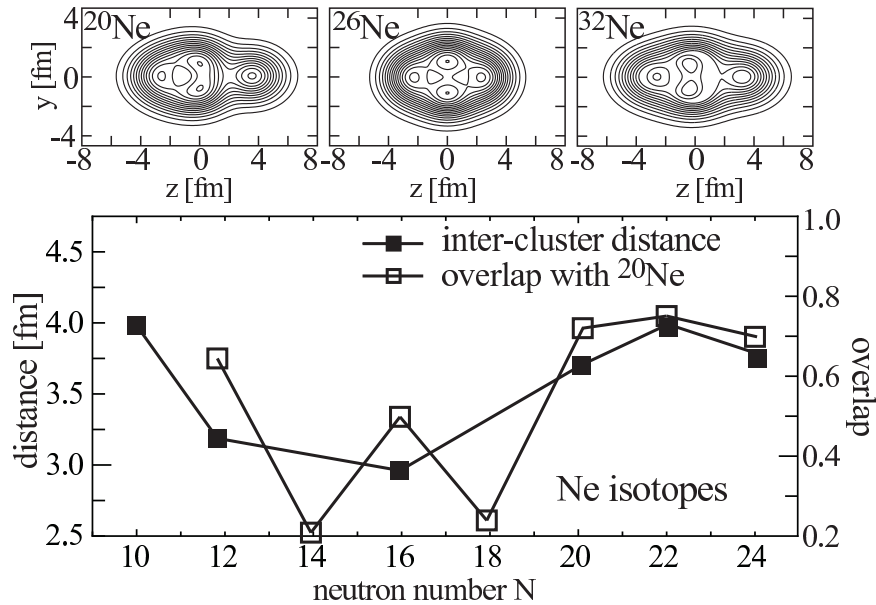 4
0
-4
y [fm]
²⁰Ne
²⁶Ne
³²Ne
-8 -4 0 4 8
-8 -4 0 4 8
-8 -4 0 4 8
z [fm]
z [fm]
z [fm]
inter-cluster distance
overlap with ²⁰Ne
Ne isotopes
distance [fm]
4.5
4.0
3.5
3.0
2.5
1.0
0.8
0.6
0.4
0.2
overlap
10 12 14 16 18 20 22 24
neutron number N